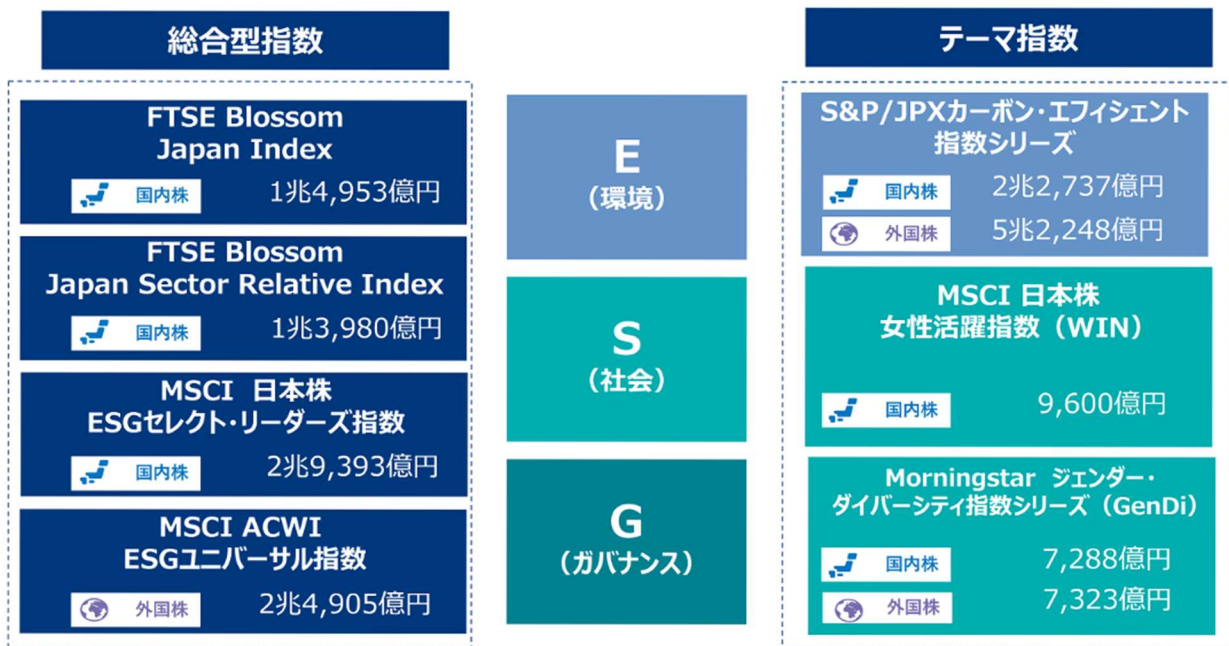 総合型指数
FTSE Blossom
Japan Index
国内株 1兆4,953億円
FTSE Blossom
Japan Sector Relative Index
国内株 1兆3,980億円
MSCI 日本株
ESGセレクト・リーダーズ指数
国内株 2兆9,393億円
MSCI ACWI
ESGユニバーサル指数
外国株 2兆4,905億円
E
（環境）
S
（社会）
G
（ガバナンス）
テーマ指数
S&P/JPXカーボン・エフィシェント
指数シリーズ
国内株 2兆2,737億円
外国株 5兆2,248億円
MSCI 日本株
女性活躍指数（WIN）
国内株 9,600億円
Morningstar ジェンダー・
ダイバーシティ指数シリーズ（GenDi）
国内株 7,288億円
外国株 7,323億円